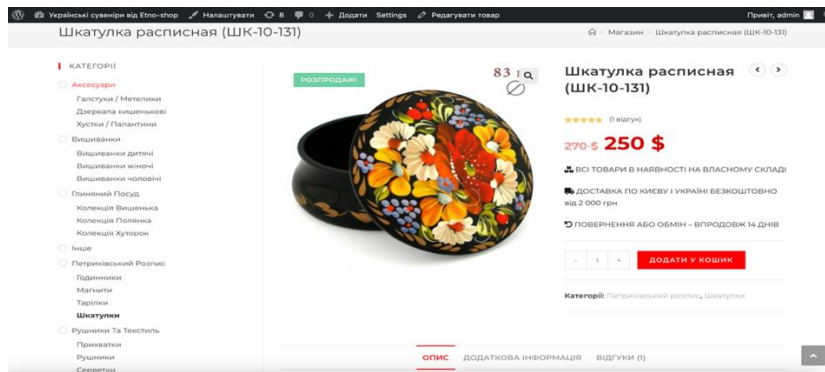 Українські сувеніри від Etno-shop Налаштувати 8 0 + Додати Settings Редагувати товар Привіт, admin
Шкатулка расписная (ШК-10-131)
Магазин Шкатулка расписная (ШК-10-131)
КАТЕГОРІЇ
Аксесуари
Галстуки / Метелики
Дзеркала кишенькові
Хустки / Палантини
Вишиванки
Вишиванки дитячі
Вишиванки жіночі
Вишиванки чоловічі
Глиняний Посуд
Колекція Вишенька
Колекція Полянка
Колекція Хуторок
Інше
Петриківський Розпис
Годинники
Магнити
Тарілки
Шкатулки
Рушники Та Текстиль
Прихватки
Рушники
Серветки
РОЗПРОДАЖ!
83 1
Шкатулка расписная
(ШК-10-131)
(1 відгук)
270 $ 250 $
ВСІ ТОВАРИ В НАЯВНОСТІ НА ВЛАСНОМУ СКЛАДІ
ДОСТАВКА ПО КИЄВУ І УКРАЇНІ БЕЗКОШТОВНО
від 2 000 грн
ПОВЕРНЕННЯ АБО ОБМІН – ВПРОДОВЖ 14 ДНІВ
- 1 + ДОДАТИ У КОШИК
Категорії: Петриківський розпис, Шкатулки
ОПИС ДОДАТКОВА ІНФОРМАЦІЯ ВІДГУКИ (1)